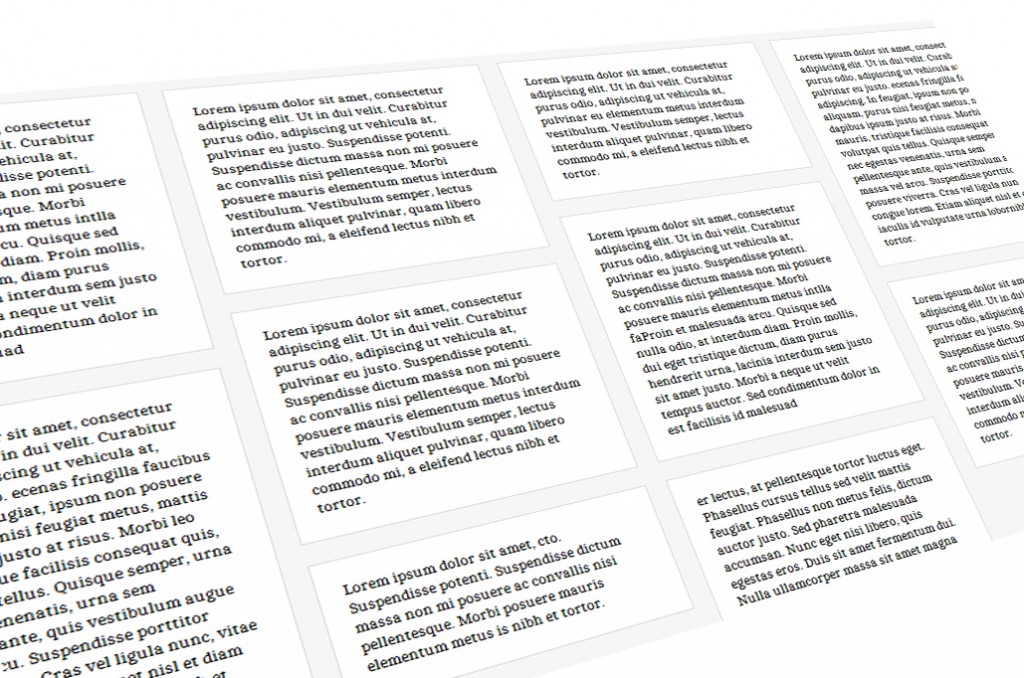 consectetur
it. Curabitur
ehicula at,
disse potenti.
a non mi posuere
sque. Morbi
um metus intlla
cu. Quisque sed
diam. Proin mollis,
m, diam purus
interdum sem justo
a neque ut velit
ondimentum dolor in
uad
sit amet, consectetur
in dui velit. Curabitur
scing ut vehicula at,
. ecenas fringilla faucibus
ugiat, ipsum non posuere
nisi feugiat metus, mattis
justo at risus. Morbi leo
ue facilisis consequat quis,
tellus. Quisque semper, urna
enenatis, urna sem
ante, quis vestibulum augue
cu. Suspendisse porttitor
Cras vel ligula nunc, vitae
nisl et diam
Lorem ipsum dolor sit amet, consectetur
adipiscing elit. Ut in dui velit. Curabitur
purus odio, adipiscing ut vehicula at,
pulvinar eu justo. Suspendisse potenti.
Suspendisse dictum massa non mi posuere
ac convallis nisi pellentesque. Morbi
posuere mauris elementum metus interdum
vestibulum. Vestibulum semper, lectus
interdum aliquet pulvinar, quam libero
commodo mi, a eleifend lectus nibh et
tortor.
Lorem ipsum dolor sit amet, consectetur
adipiscing elit. Ut in dui velit. Curabitur
purus odio, adipiscing ut vehicula at,
pulvinar eu justo. Suspendisse potenti.
Suspendisse dictum massa non mi posuere
ac convallis nisi pellentesque. Morbi
posuere mauris elementum metus interdum
vestibulum. Vestibulum semper, lectus
interdum aliquet pulvinar, quam libero
commodo mi, a eleifend lectus nibh et
tortor.
Lorem ipsum dolor sit amet, cto.
Suspendisse potenti. Suspendisse dictum
massa non mi posuere ac convallis nisi
pellentesque. Morbi posuere mauris
elementum metus is nibh et tortor.
Lorem ipsum dolor sit amet, consectetur
adipiscing elit. Ut in dui velit. Curabitur
purus odio, adipiscing ut vehicula at,
pulvinar eu elementum metus interdum
vestibulum. Vestibulum semper, lectus
interdum aliquet pulvinar, quam libero
commodo mi, a eleifend lectus nibh et
tortor.
Lorem ipsum dolor sit amet, consectetur
adipiscing elit. Ut in dui velit. Curabitur
purus odio, adipiscing ut vehicula at,
pulvinar eu justo. Suspendisse potenti.
Suspendisse dictum massa non mi posuere
ac convallis nisi pellentesque. Morbi
posuere mauris elementum metus intlla
faProin et malesuada arcu. Quisque sed
nulla odio, at interdum diam. Proin mollis,
dui eget tristique dictum, diam purus
hendrerit urna, lacinia interdum sem justo
sit amet justo. Morbi a neque ut velit
tempus auctor. Sed condimentum dolor in
est facilisis id malesuad
er lectus, at pellentesque tortor luctus eget.
Phasellus cursus tellus sed velit mattis
feugiat. Phasellus non metus felis, dictum
auctor justo. Sed pharetra malesuada
accumsan. Nunc eget nisi libero, quis
egestas eros. Duis sit amet fermentum dui.
Nulla ullamcorper massa sit amet magna
Lorem ipsum dolor sit amet, consect
adipiscing elit. Ut in dui velit. Curab
purus odio, adipiscing ut vehicula a
pulvinar eu justo. ecenas fringilla fa
adipiscing. In feugiat, ipsum non po
aliquam, purus nisi feugiat metus, n
dapibus ipsum justo at risus. Morbi
mauris, tristique facilisis consequat
volutpat quis tellus. Quisque semper
nec egestas venenatis, urna sem
pellentesque ante, quis vestibulum a
massa vel arcu. Suspendisse porttitc
posuere viverra. Cras vel ligula nun
congue lorem. Etiam aliquet nisl et
iaculis id vulputate urna lobortis
tortor.
Lorem ipsum dolor sit am
adipiscing elit. Ut in du
purus odio, adipiscing
pulvinar eu justo. Su
Suspendisse dictum
ac convallis nisi
posuere mauris
vestibulum. V
interdum ali
commodo m
tortor.